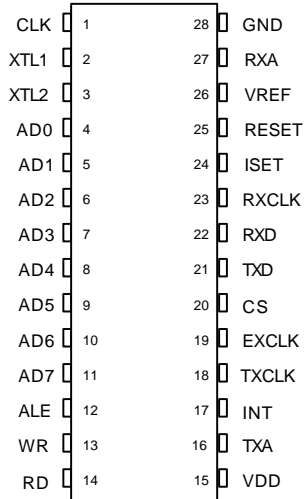 CLK 1 28 GND
XTL1 2 27 RXA
XTL2 3 26 VREF
AD0 4 25 RESET
AD1 5 24 ISET
AD2 6 23 RXCLK
AD3 7 22 RXD
AD4 8 21 TXD
AD5 9 20 CS
AD6 10 19 EXCLK
AD7 11 18 TXCLK
ALE 12 17 INT
WR 13 16 TXA
RD 14 15 VDD